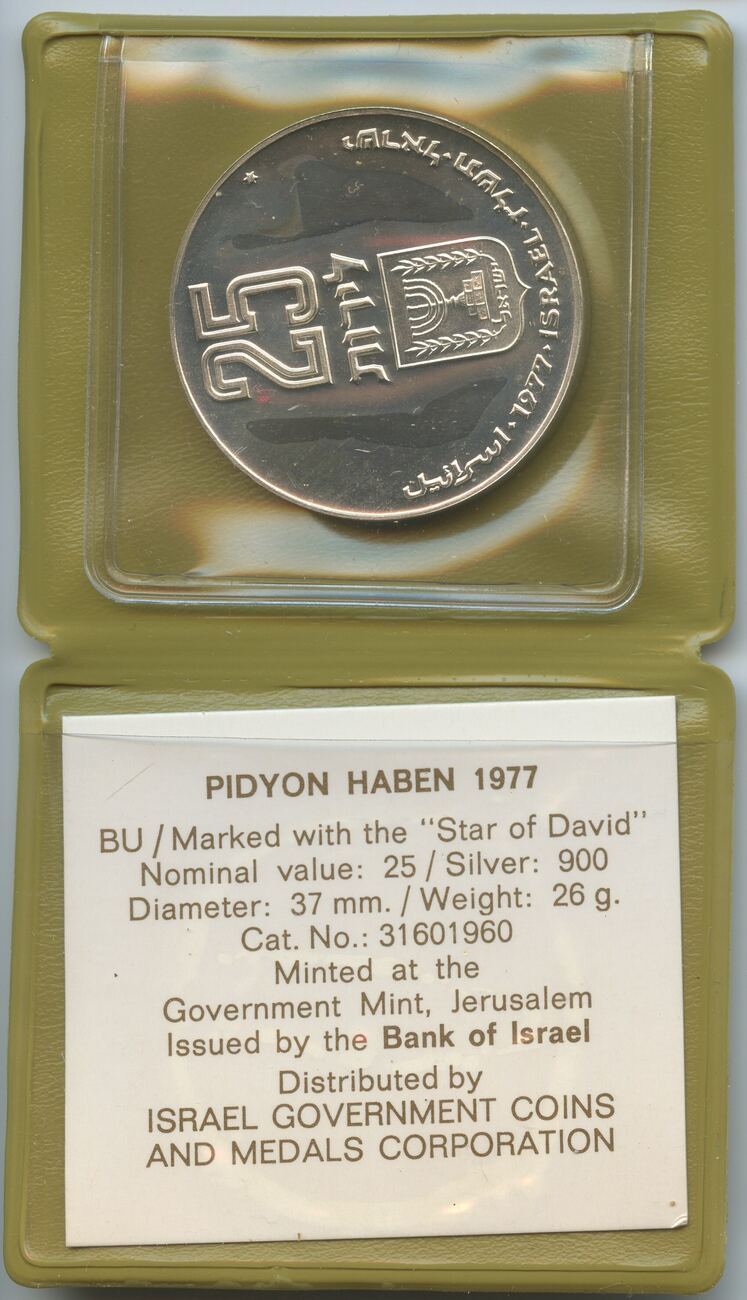 25
לירות
ישראל
ישראל · תשל"ז · ISRAEL · 1977 · اسرائيل
PIDYON HABEN 1977
BU / Marked with the "Star of David"
Nominal value: 25 / Silver: 900
Diameter: 37 mm. / Weight: 26 g.
Cat. No.: 31601960
Minted at the
Government Mint, Jerusalem
Issued by the Bank of Israel
Distributed by
ISRAEL GOVERNMENT COINS
AND MEDALS CORPORATION